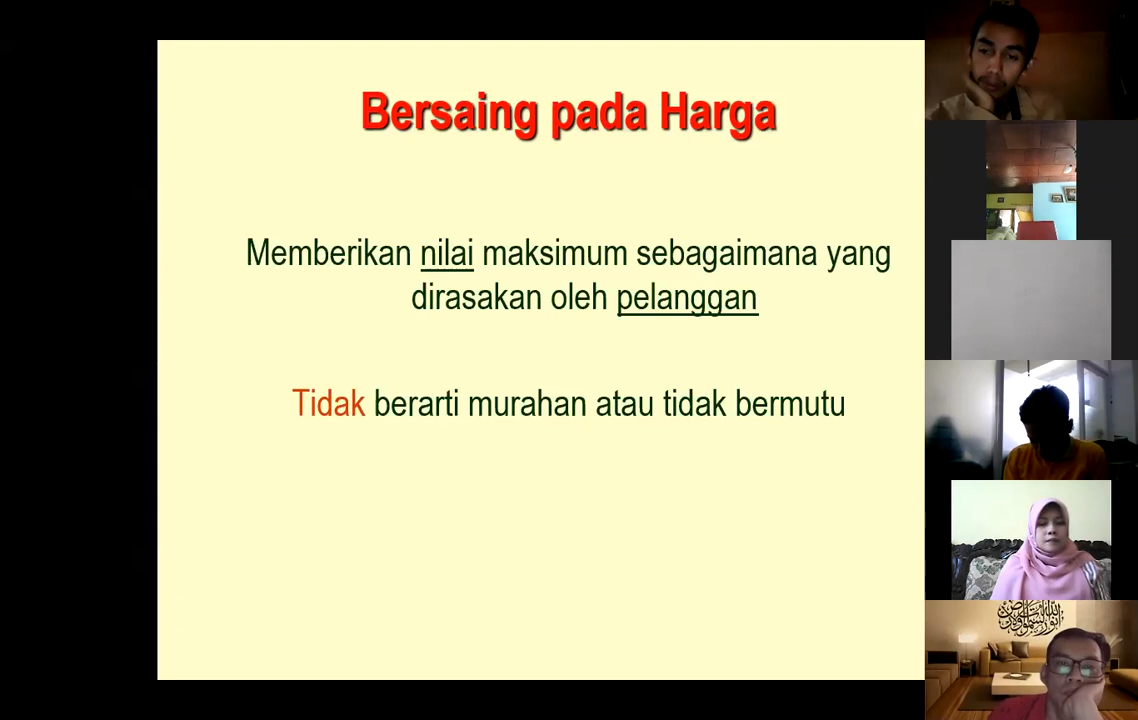 Bersaing pada Harga
Memberikan nilai maksimum sebagaimana yang
dirasakan oleh pelanggan
Tidak berarti murahan atau tidak bermutu